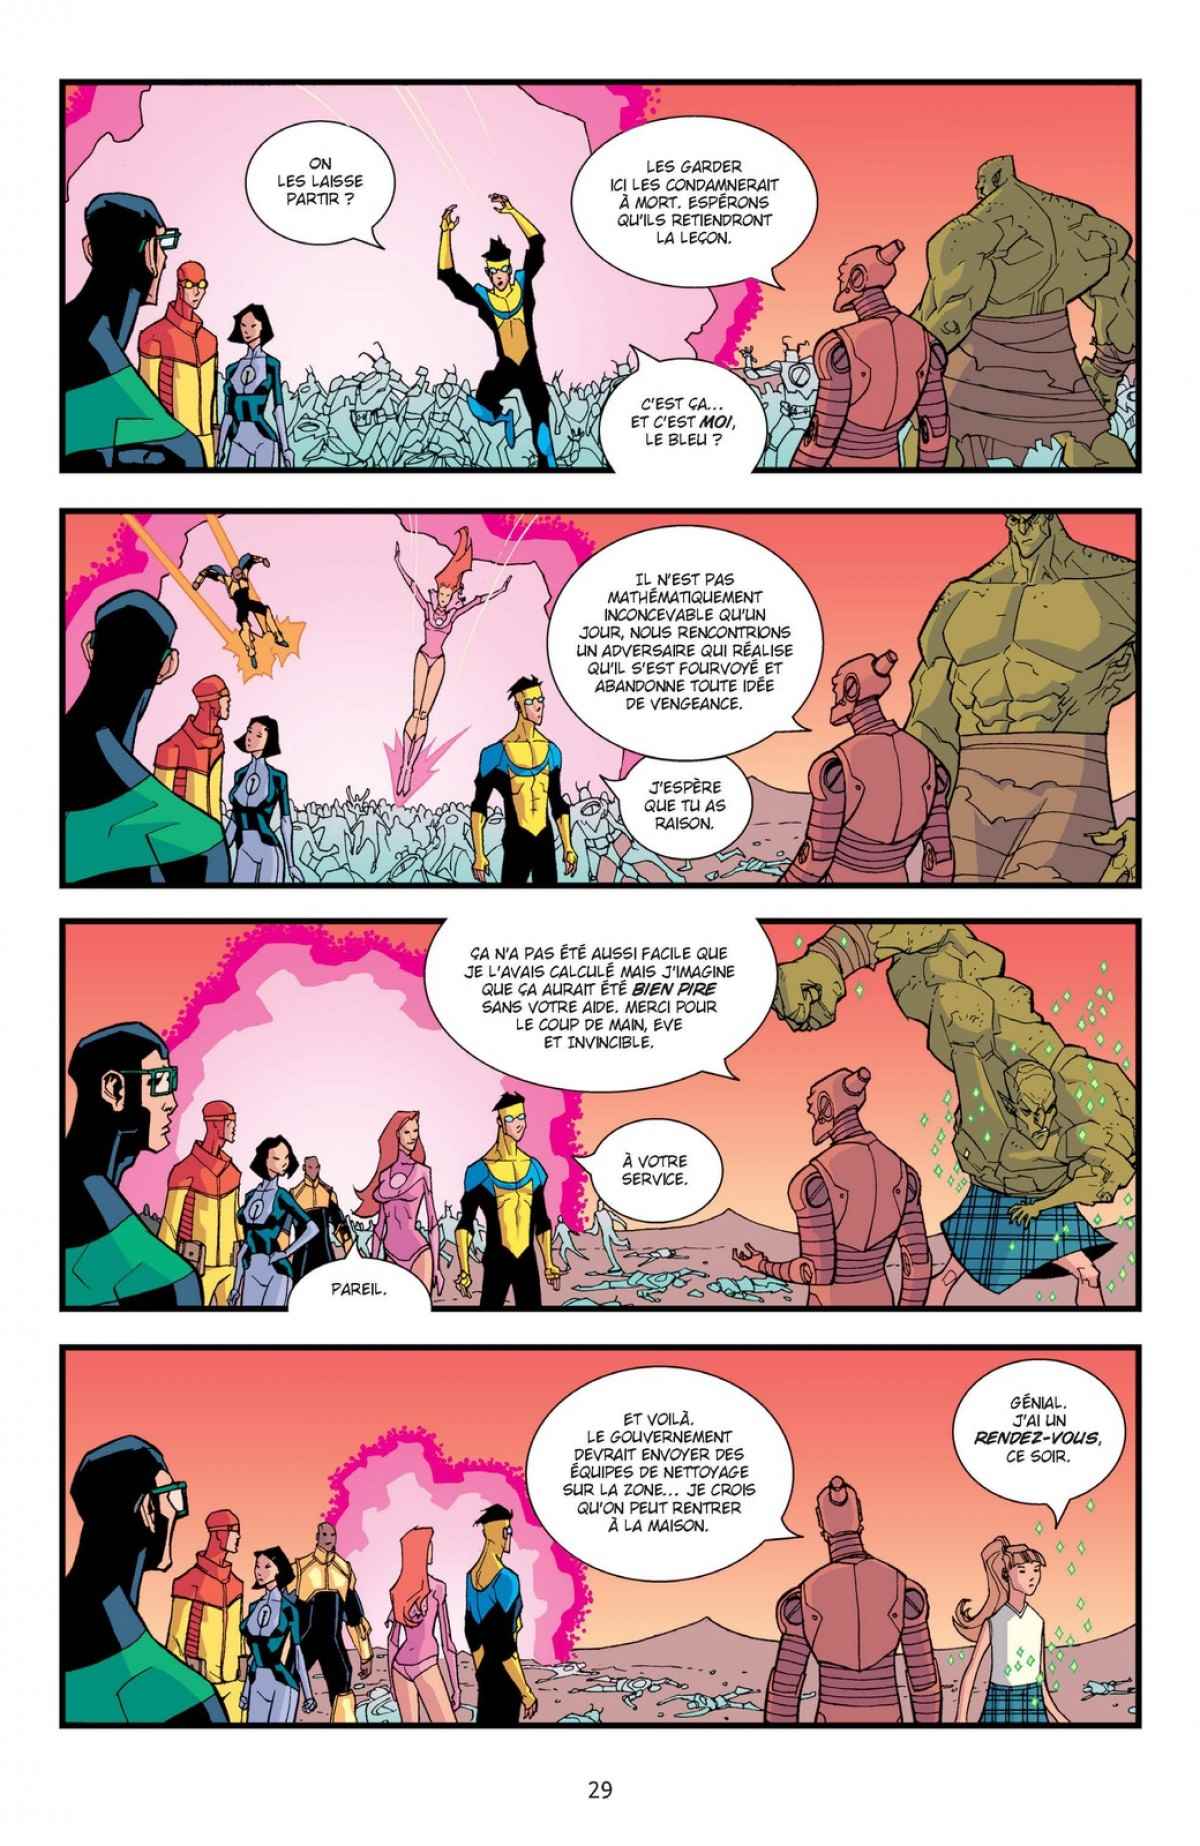 ON
LES LAISSE
PARTIR ?
LES GARDER
ICI LES CONDAMNERAIT
À MORT. ESPÉRONS
QU'ILS RETIENDRONT
LA LEÇON.
C'EST ÇA...
ET C'EST MOI,
LE BLEU ?
IL N'EST PAS
MATHÉMATIQUEMENT
INCONCEVABLE QU'UN
JOUR, NOUS RENCONTRIONS
UN ADVERSAIRE QUI RÉALISE
QU'IL S'EST FOURVOYÉ ET
ABANDONNE TOUTE IDÉE
DE VENGEANCE.
J'ESPÈRE
QUE TU AS
RAISON.
ÇA N'A PAS ÉTÉ AUSSI FACILE QUE
JE L'AVAIS CALCULÉ MAIS J'IMAGINE
QUE ÇA AURAIT ÉTÉ BIEN PIRE
SANS VOTRE AIDE. MERCI POUR
LE COUP DE MAIN, EVE
ET INVINCIBLE.
À VOTRE
SERVICE.
PAREIL.
ET VOILÀ.
LE GOUVERNEMENT
DEVRAIT ENVOYER DES
ÉQUIPES DE NETTOYAGE
SUR LA ZONE... JE CROIS
QU'ON PEUT RENTRER
À LA MAISON.
GÉNIAL.
J'AI UN
RENDEZ-VOUS,
CE SOIR.
29